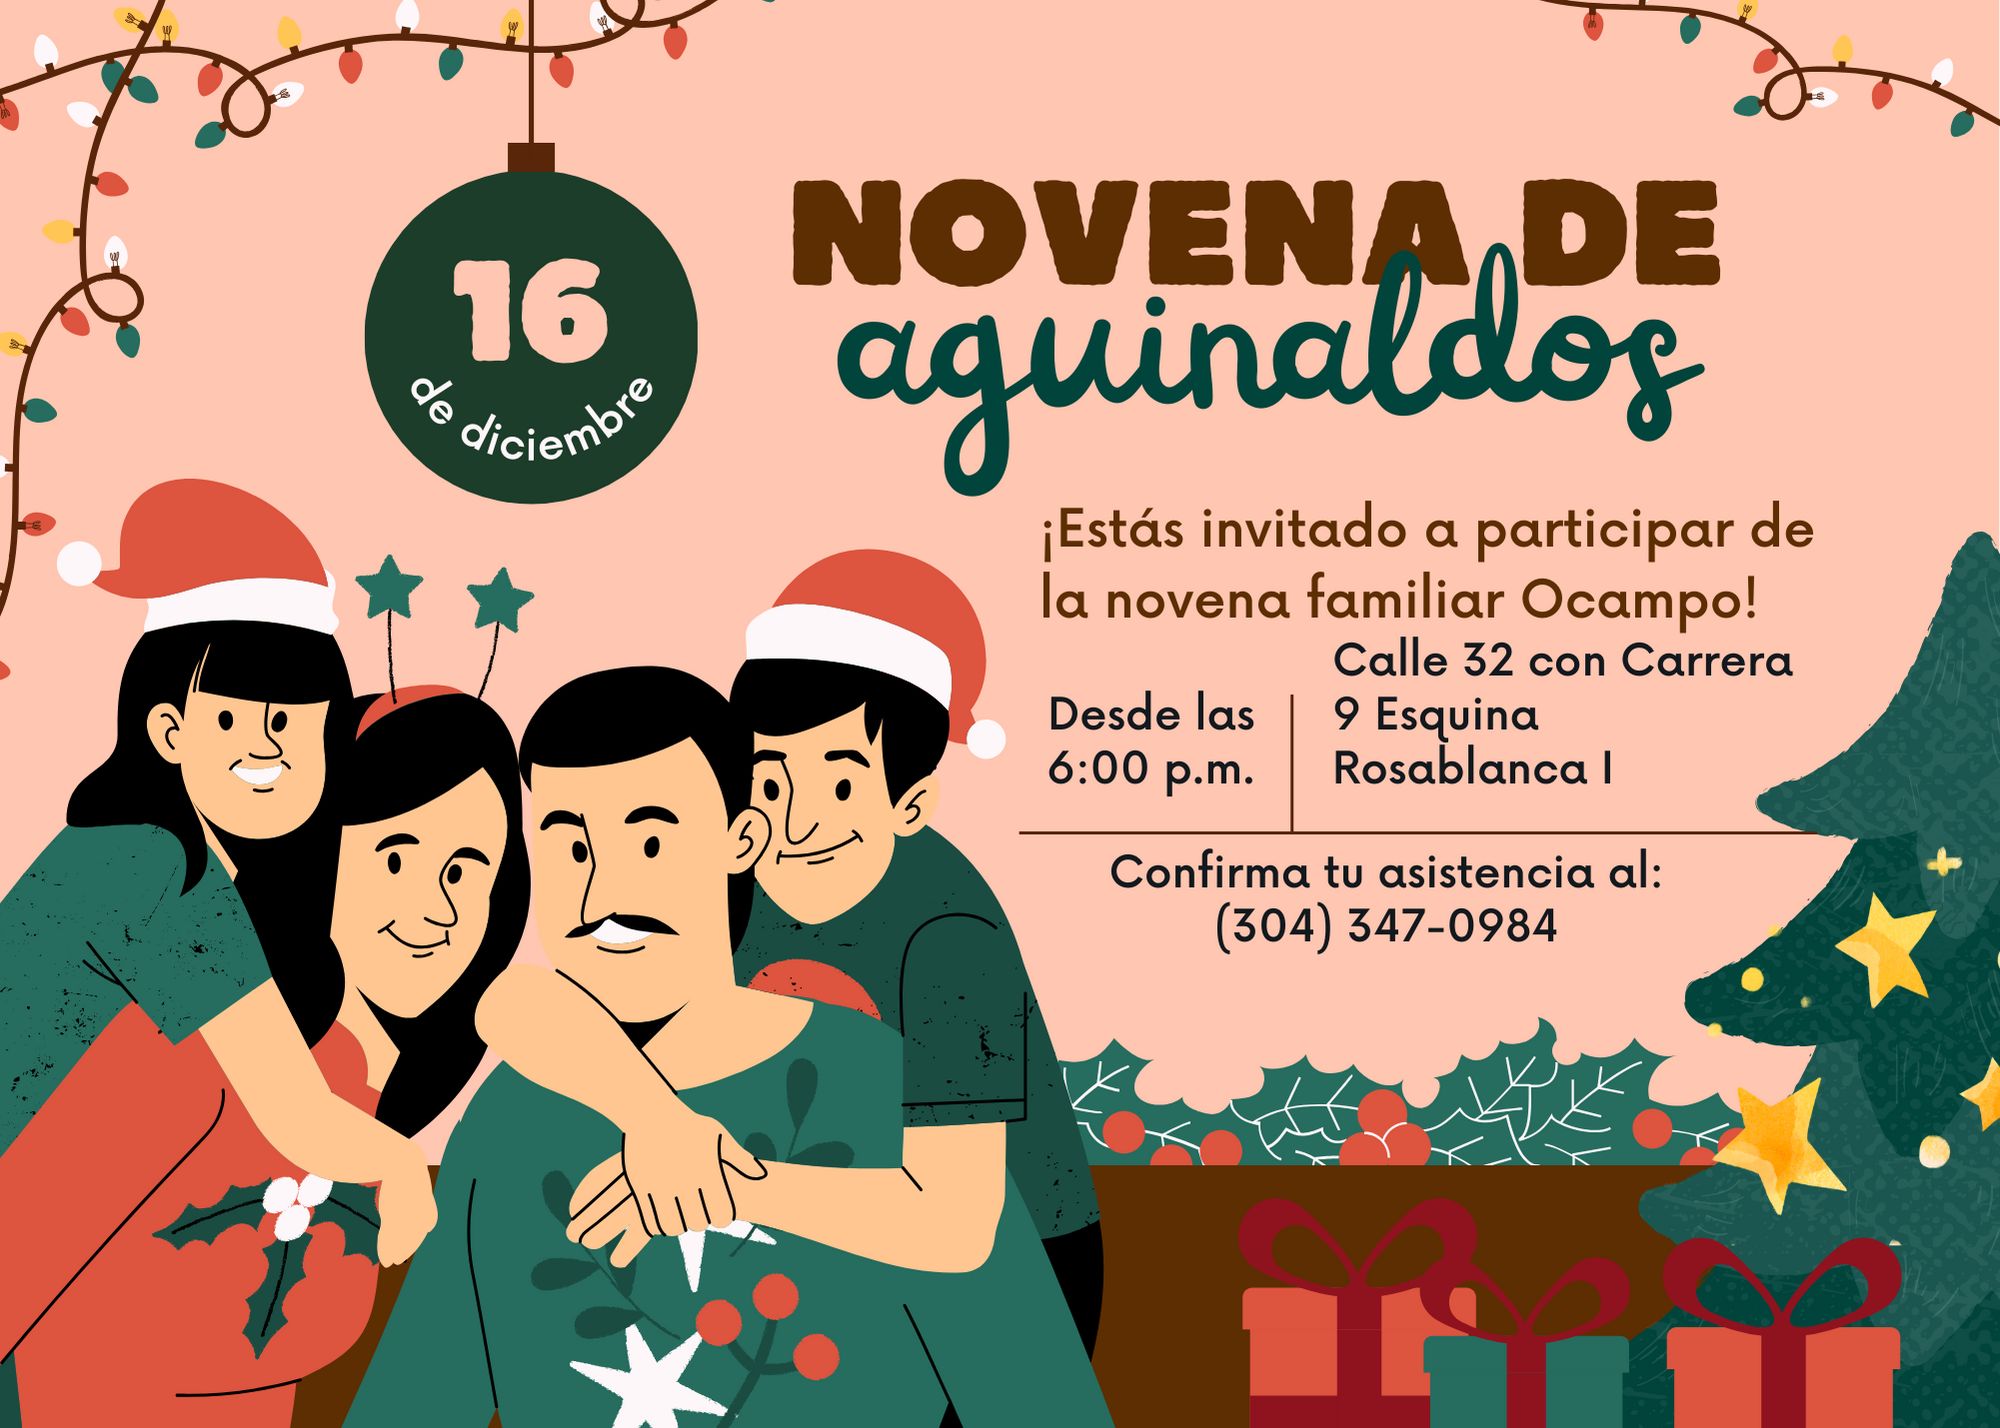 16
de diciembre
NOVENA DE
aguinaldos
¡Estás invitado a participar de
la novena familiar Ocampo!
Desde las
6:00 p.m.
Calle 32 con Carrera
9 Esquina
Rosablanca I
Confirma tu asistencia al:
(304) 347-0984